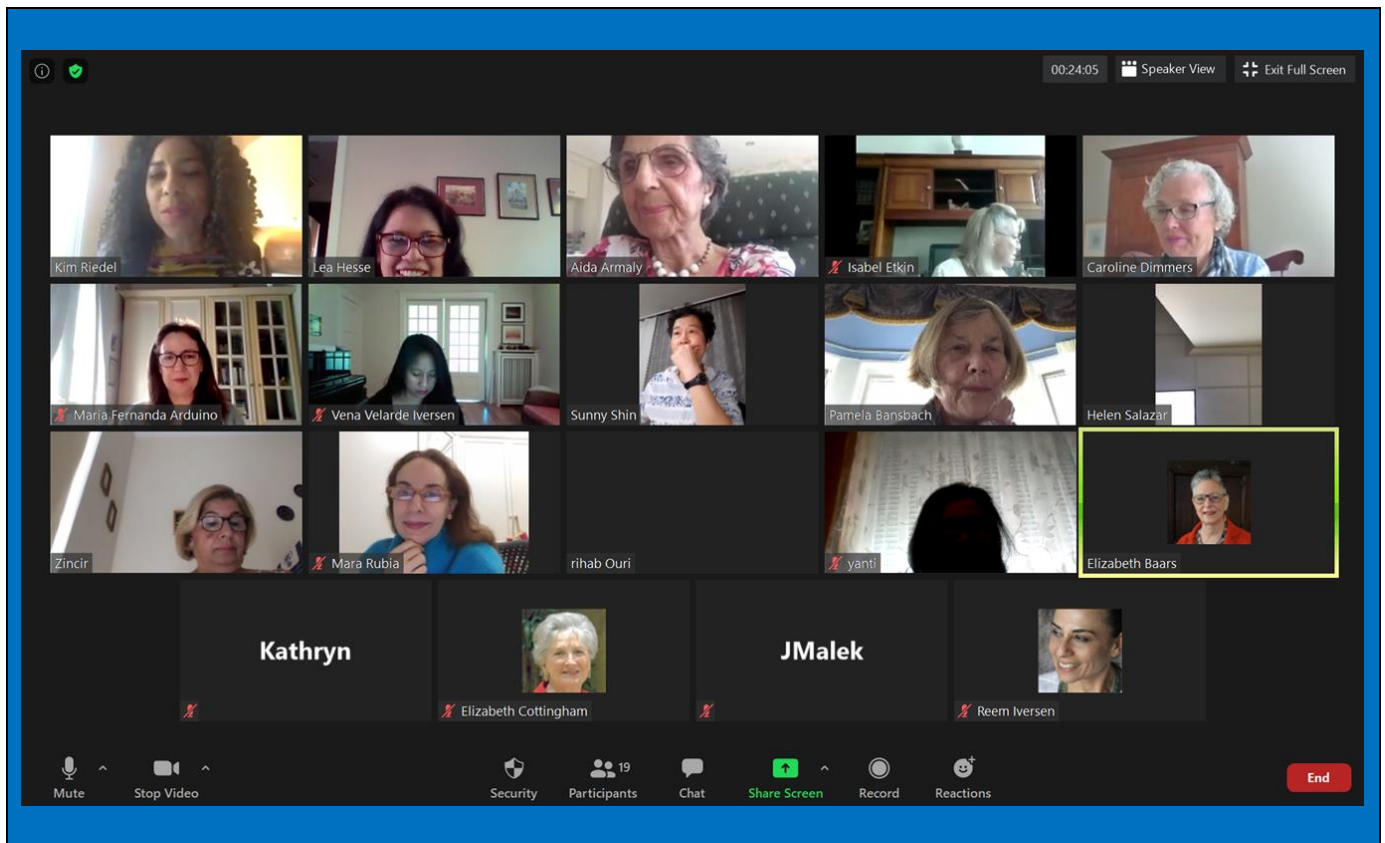 00:24:05 Speaker View Exit Full Screen
Kim Riedel
Lea Hesse
Aida Armaly
Isabel Etkin
Caroline Dimmers
Maria Fernanda Arduino
Vena Velarde Iversen
Sunny Shin
Pamela Bansbach
Helen Salazar
Zincir
Mara Rubia
rihab Ouri
yanti
Elizabeth Baars
Kathryn
Elizabeth Cottingham
JMalek
Reem Iversen
19
Mute
Stop Video
Security
Participants
Chat
Share Screen
Record
Reactions
End